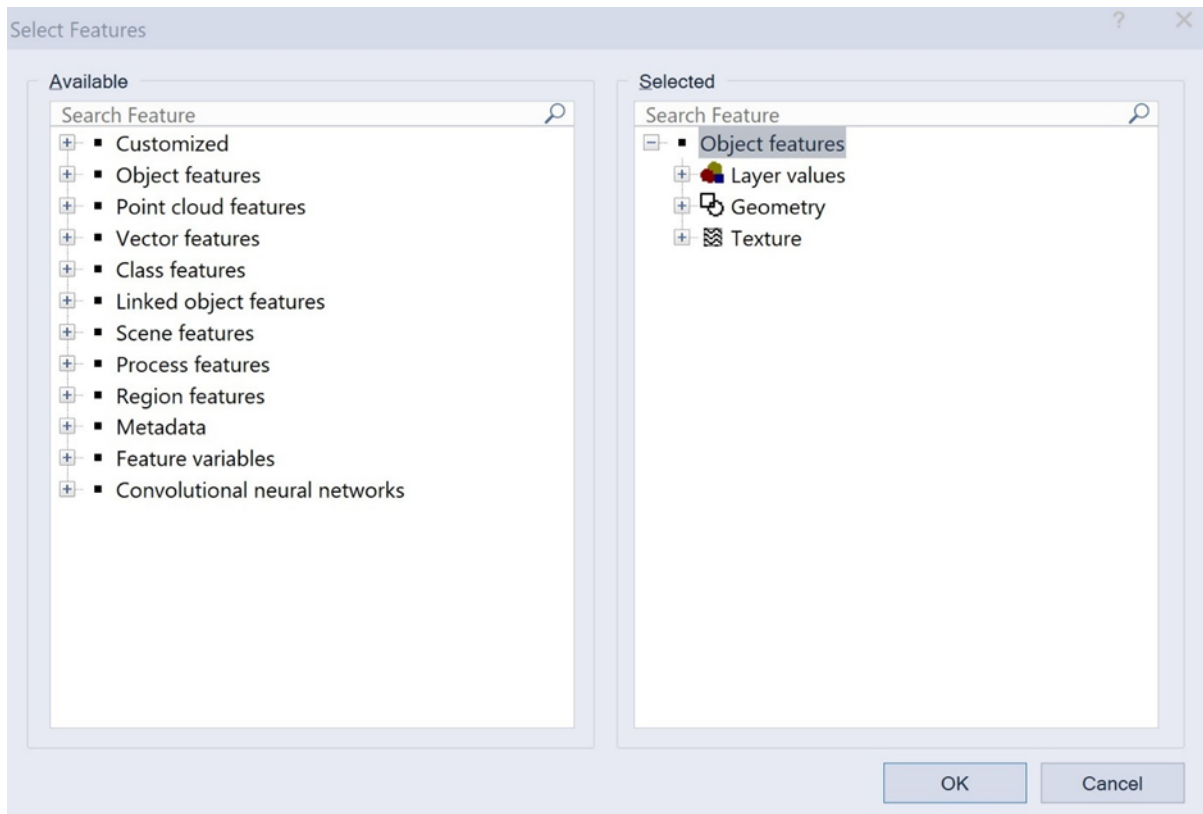 Select Features
?
Available
Search Feature
Customized
Object features
Point cloud features
Vector features
Class features
Linked object features
Scene features
Process features
Region features
Metadata
Feature variables
Convolutional neural networks
Selected
Search Feature
Object features
Layer values
Geometry
Texture
OK
Cancel